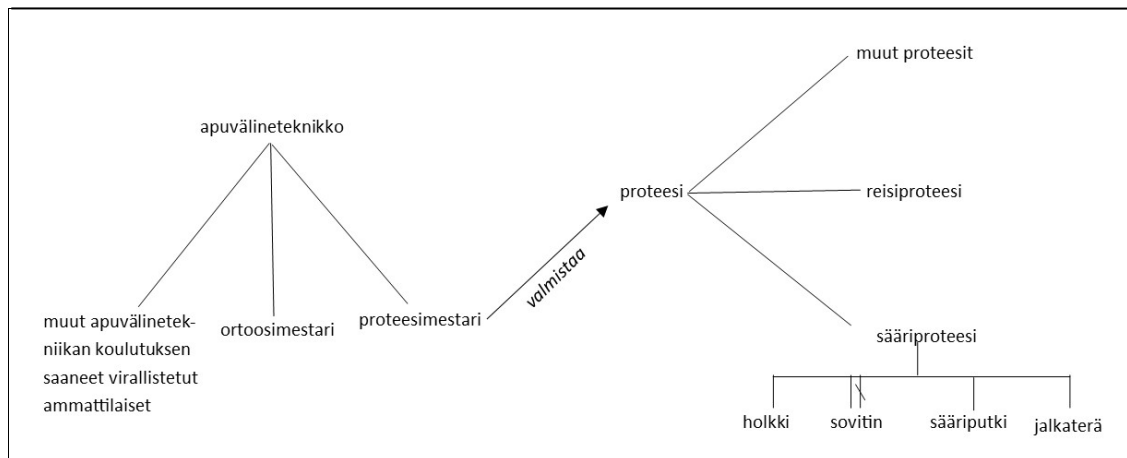 muut proteesit
apuvälineteknikko
proteesi
reisiproteesi
valmistaa
muut apuvälinetek-
niikan koulutuksen
saaneet virallistetut
ammattilaiset
ortoosimestari
proteesimestari
sääriproteesi
holkki
sovitin
sääriputki
jalkaterä